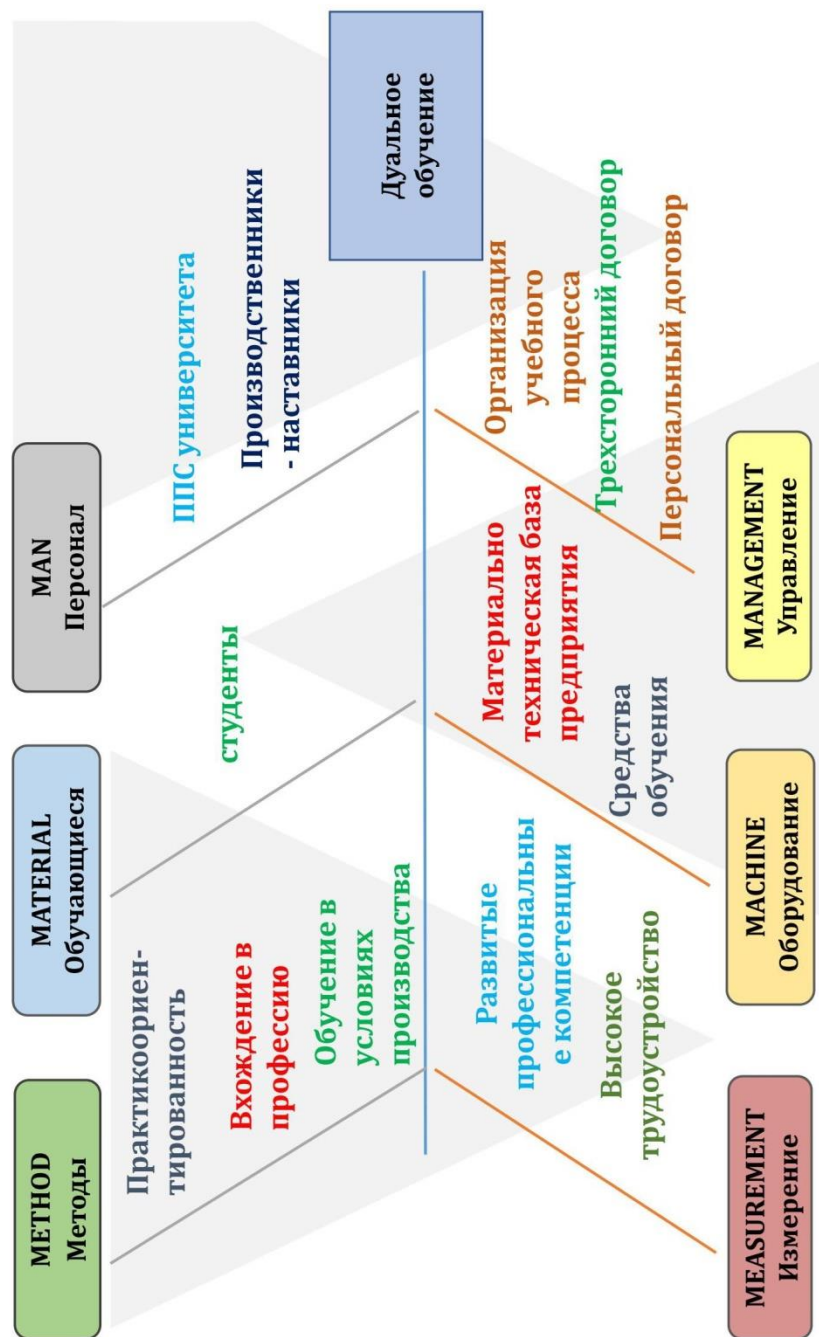 METHOD
Методы
MATERIAL
Обучающиеся
MAN
Персонал
Практикоориен-
тированность
Вхождение в
профессию
Обучение в
условиях
производства
студенты
ППС университета
Производственники
- наставники
Дуальное
обучение
Развитые
профессиональны
е компетенции
Высокое
трудоустройство
Материально
техническая база
предприятия
Средства
обучения
Организация
учебного
процесса
Трехсторонний договор
Персональный договор
MEASUREMENT
Измерение
MACHINE
Оборудование
MANAGEMENT
Управление